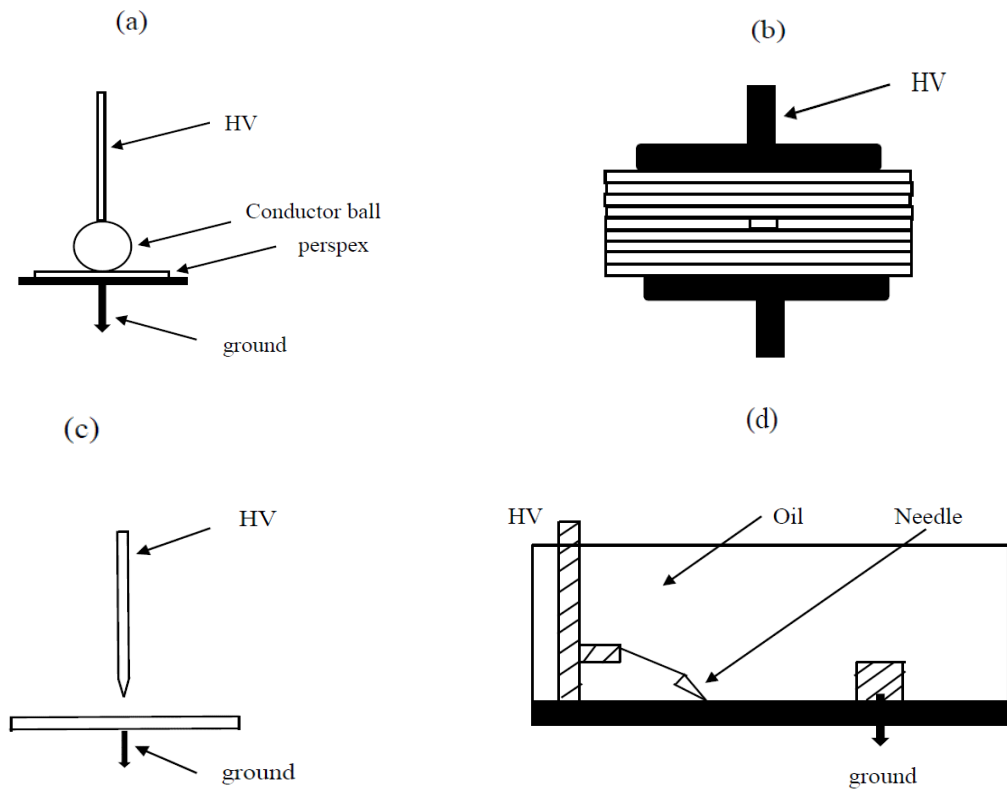 (a)
HV
Conductor ball
perspex
ground
(b)
HV
(c)
HV
ground
(d)
HV
Oil
Needle
ground